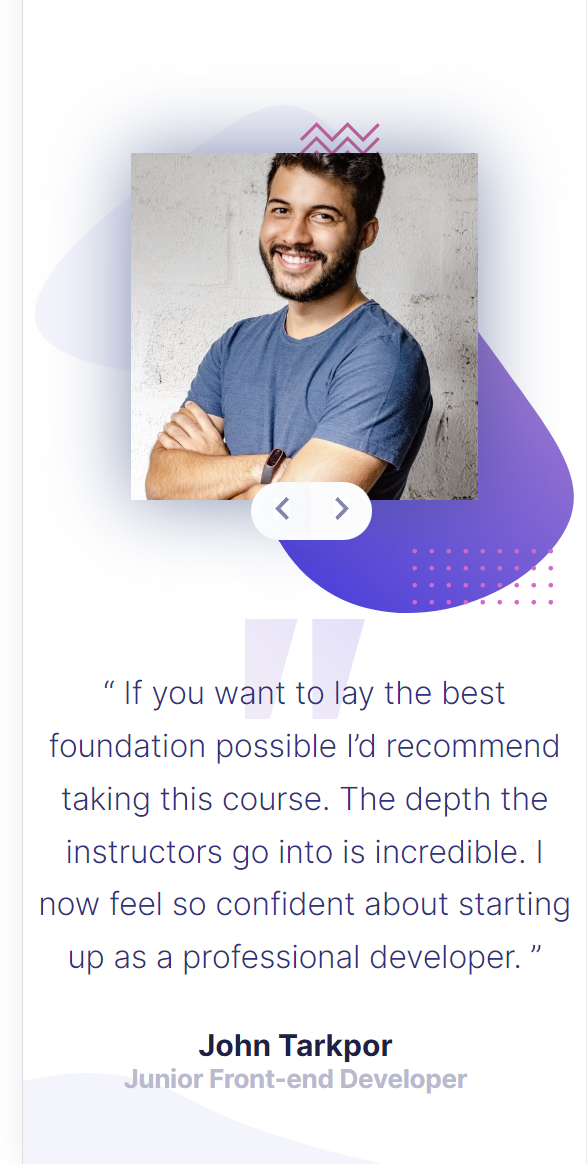 “ If you want to lay the best
foundation possible I’d recommend
taking this course. The depth the
instructors go into is incredible. I
now feel so confident about starting
up as a professional developer. ”
John Tarkpor
Junior Front-end Developer